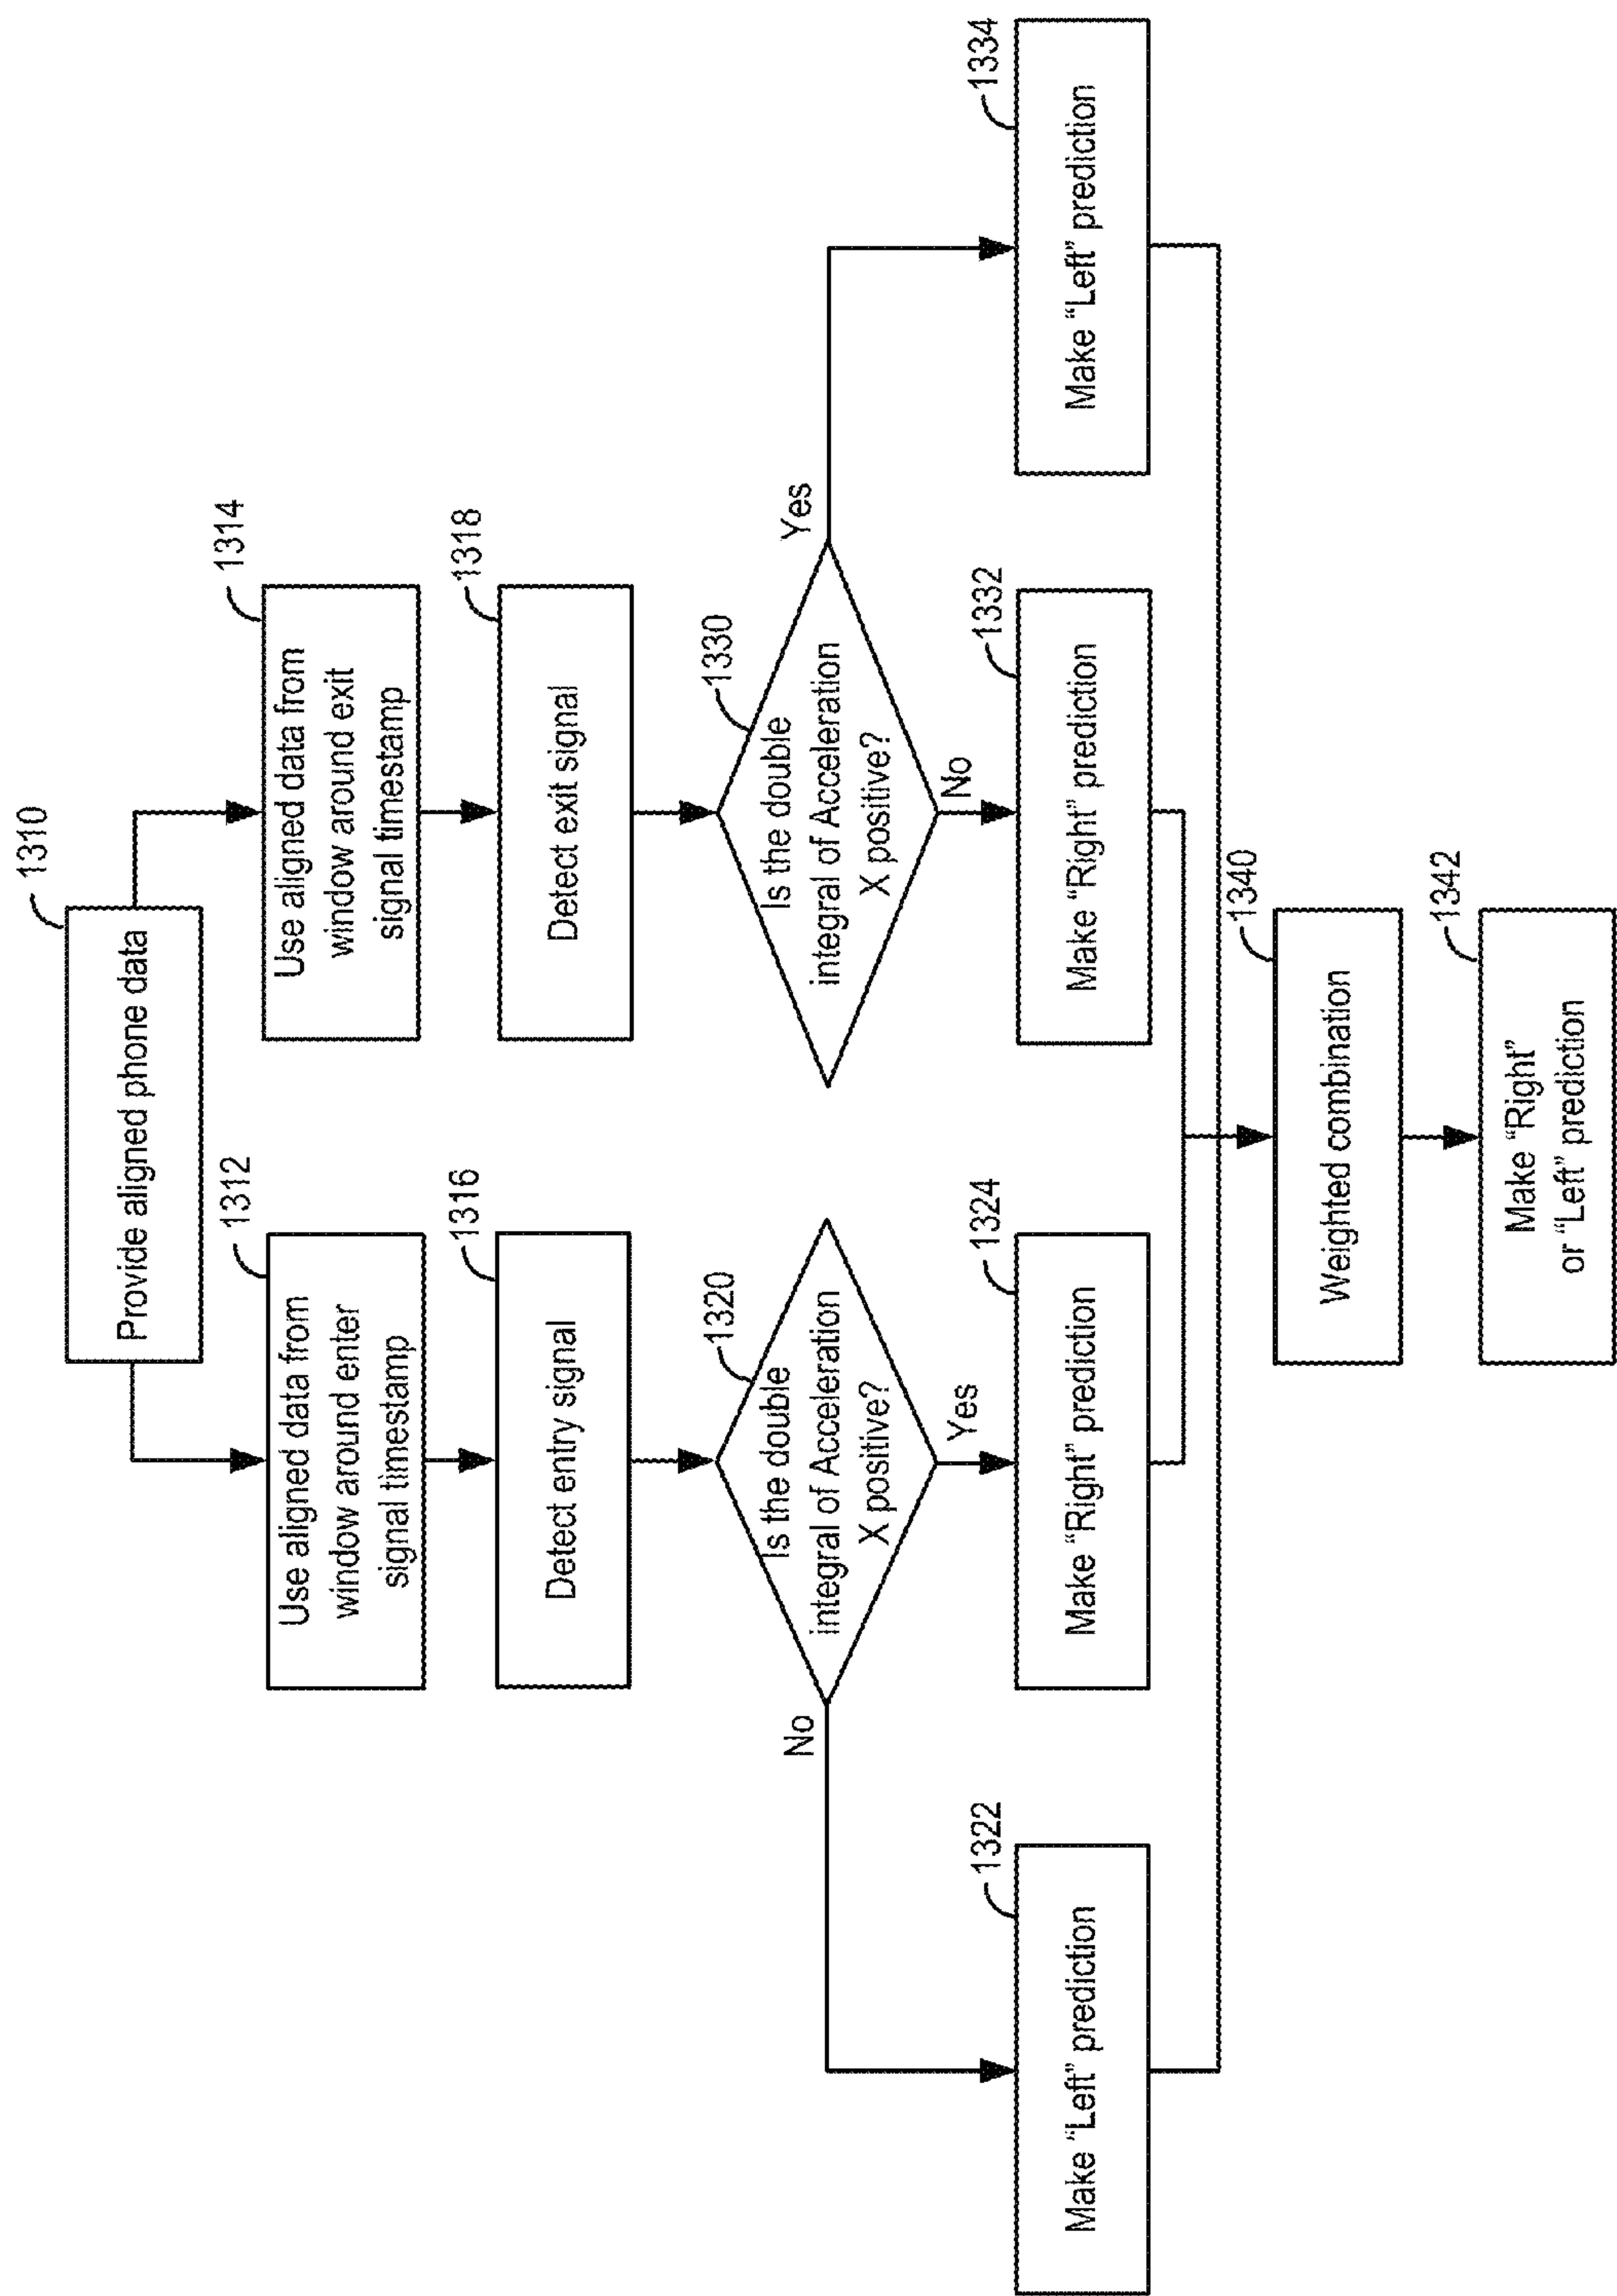 1310
Provide aligned phone data
1312
Use aligned data from
window around enter
signal timestamp
1314
Use aligned data from
window around exit
signal timestamp
1316
Detect entry signal
1318
Detect exit signal
1320
Is the double
integral of Acceleration
X positive?
No
Yes
1330
Is the double
integral of Acceleration
X positive?
No
Yes
1322
Make “Left” prediction
1324
Make “Right” prediction
1332
Make “Right” prediction
1334
Make “Left” prediction
1340
Weighted combination
1342
Make “Right”
or “Left” prediction